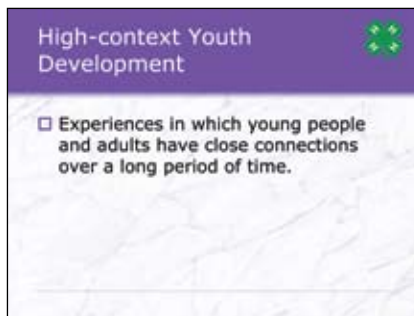 High-context Youth
Development
Experiences in which young people
and adults have close connections
over a long period of time.